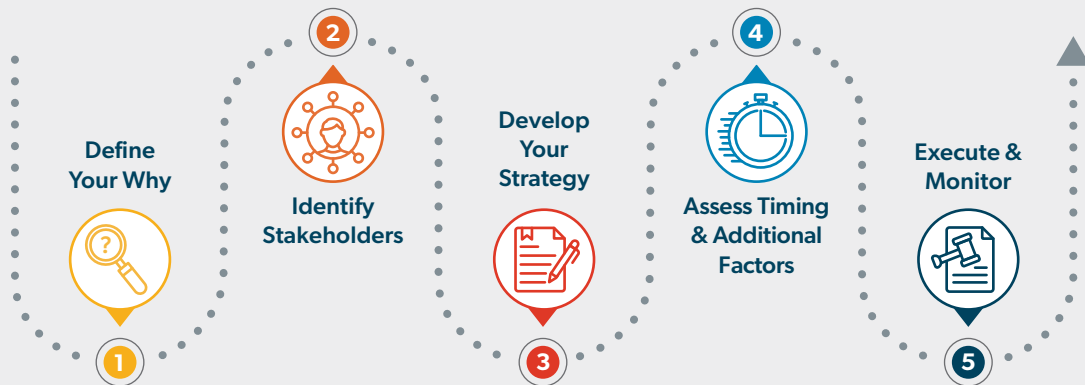 Define
Your Why
?
1
2
Identify
Stakeholders
Develop
Your
Strategy
3
4
Assess Timing
& Additional
Factors
Execute &
Monitor
5